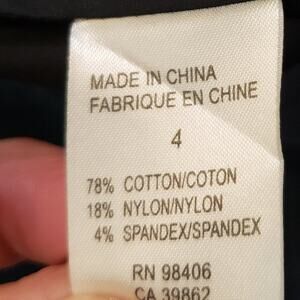 MADE IN CHINA
FABRIQUE EN CHINE
4
78% COTTON/COTON
18% NYLON/NYLON
4% SPANDEX/SPANDEX
RN 98406
CA 39862